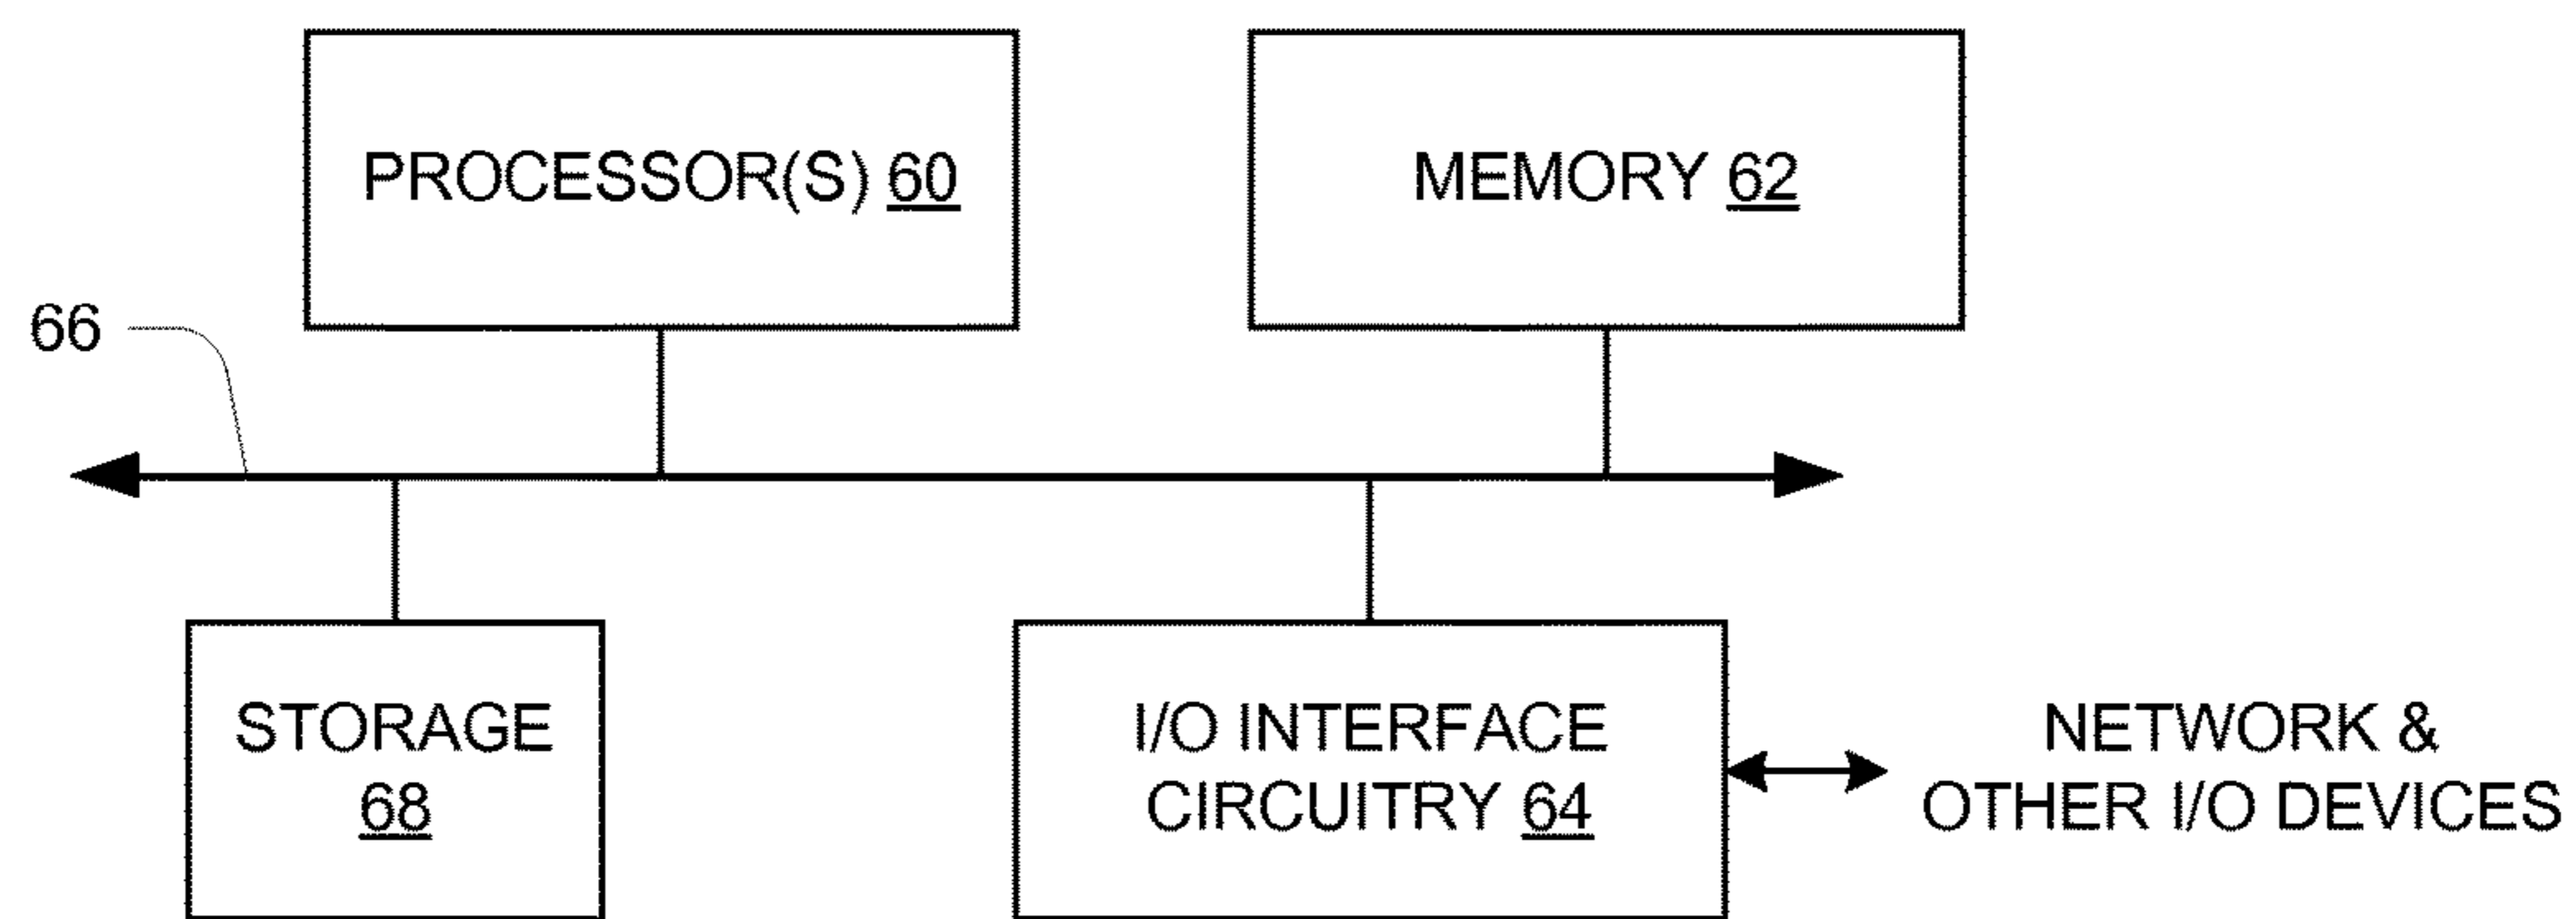 PROCESSOR(S) 60
MEMORY 62
66
STORAGE
68
I/O INTERFACE
CIRCUITRY 64
NETWORK &
OTHER I/O DEVICES